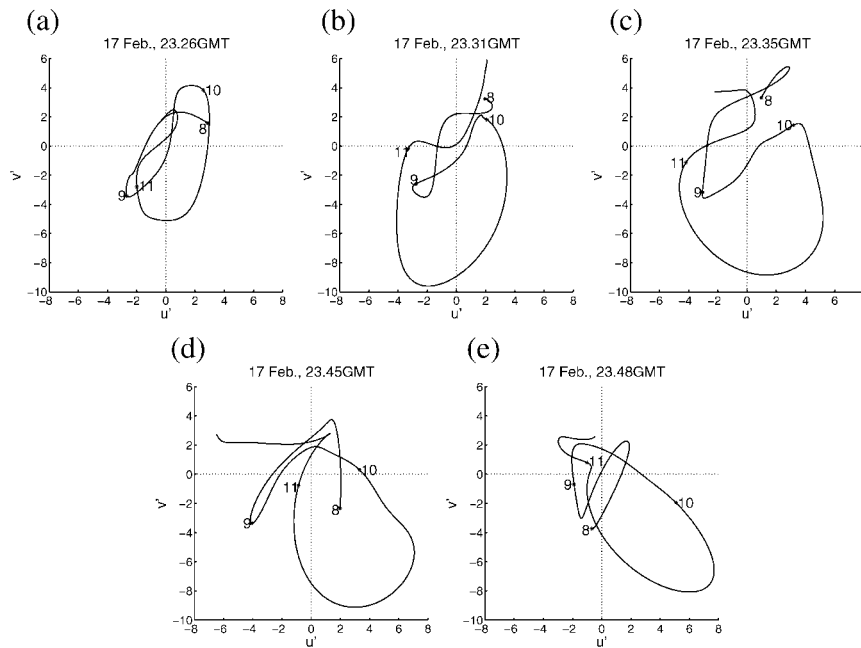 (a)
17 Feb., 23.26GMT
6
4
2
0
−2
−4
−6
−8
−10
−8 −6 −4 −2 0 2 4 6 8
v'
u'
8
9
10
11
(b)
17 Feb., 23.31GMT
6
4
2
0
−2
−4
−6
−8
−10
−8 −6 −4 −2 0 2 4 6 8
v'
u'
8
9
10
11
(c)
17 Feb., 23.35GMT
6
4
2
0
−2
−4
−6
−8
−10
−8 −6 −4 −2 0 2 4 6 8
v'
u'
8
9
10
11
(d)
17 Feb., 23.45GMT
6
4
2
0
−2
−4
−6
−8
−10
−8 −6 −4 −2 0 2 4 6 8
v'
u'
8
9
10
11
(e)
17 Feb., 23.48GMT
6
4
2
0
−2
−4
−6
−8
−10
−8 −6 −4 −2 0 2 4 6 8
v'
u'
8
9
10
11